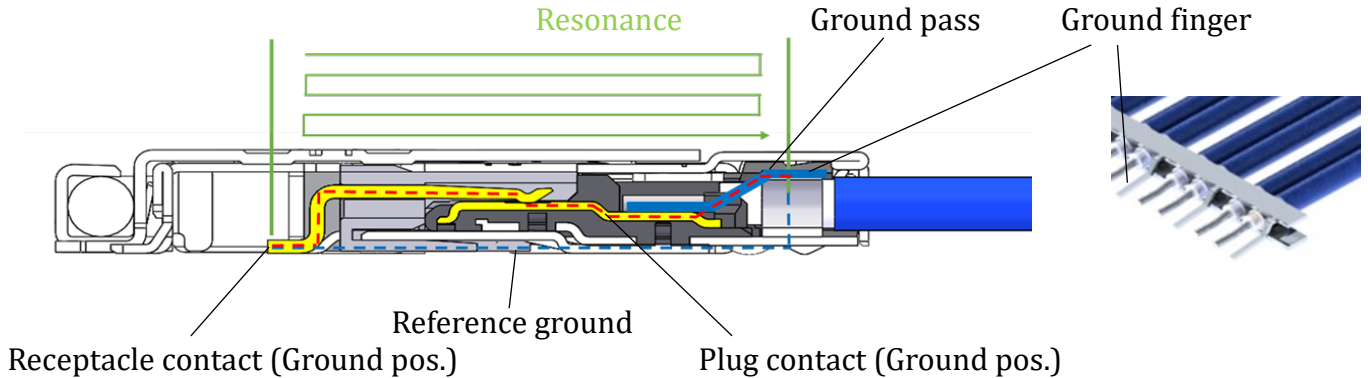 Resonance
Ground pass
Ground finger
Reference ground
Receptacle contact (Ground pos.)
Plug contact (Ground pos.)